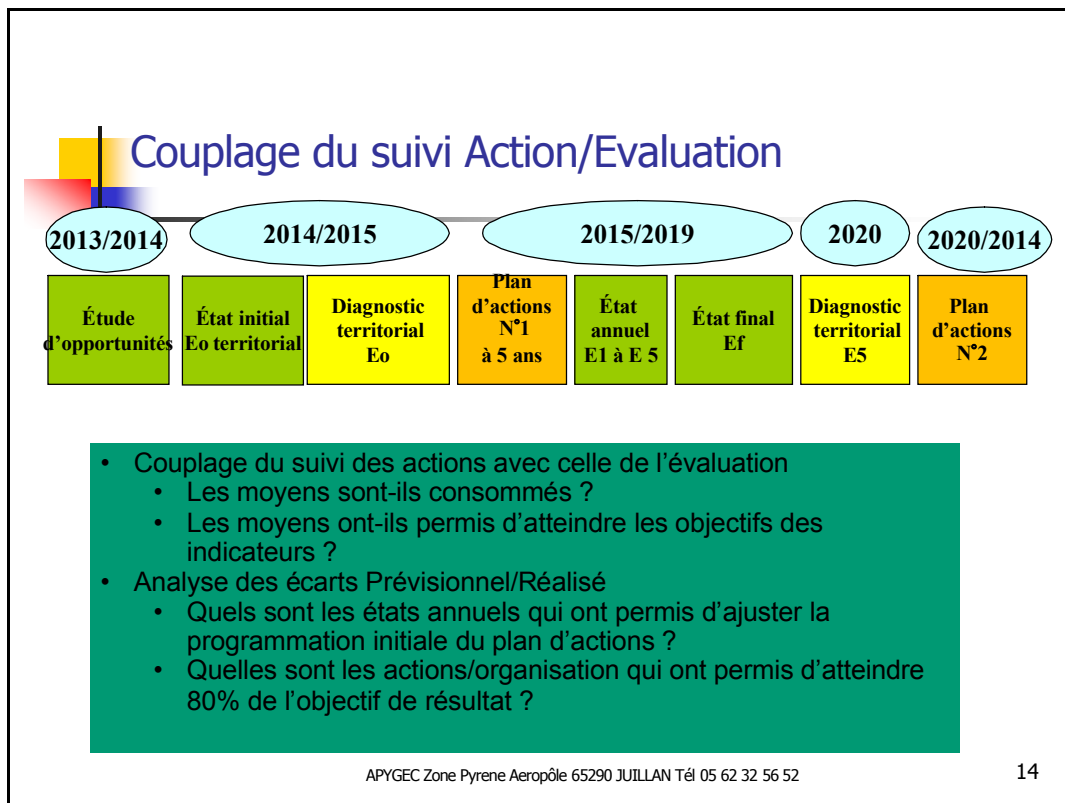 Couplage du suivi Action/Evaluation
2013/2014
2014/2015
2015/2019
2020
2020/2014
Étude
d’opportunités
État initial
Eo territorial
Diagnostic
territorial
Eo
Plan
d’actions
N°1
à 5 ans
État
annuel
E1 à E 5
État final
Ef
Diagnostic
territorial
E5
Plan
d’actions
N°2
• Couplage du suivi des actions avec celle de l’évaluation
• Les moyens sont-ils consommés ?
• Les moyens ont-ils permis d’atteindre les objectifs des
indicateurs ?
• Analyse des écarts Prévisionnel/Réalisé
• Quels sont les états annuels qui ont permis d’ajuster la
programmation initiale du plan d’actions ?
• Quelles sont les actions/organisation qui ont permis d’atteindre
80% de l’objectif de résultat ?
APYGEC Zone Pyrene Aeropôle 65290 JUILLAN Tél 05 62 32 56 52
14